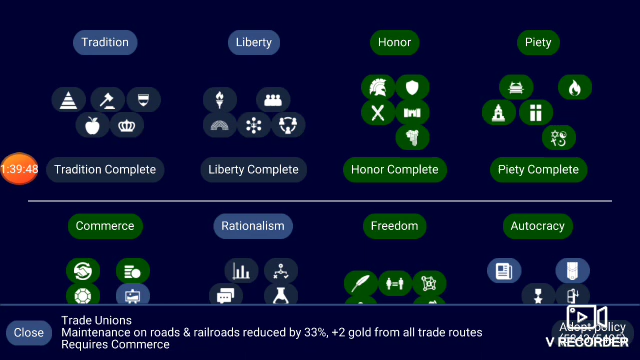 Tradition
Liberty
Honor
Piety
Tradition Complete
Liberty Complete
Honor Complete
Piety Complete
1:39:48
Commerce
Rationalism
Freedom
Autocracy
Close
Trade Unions
Maintenance on roads & railroads reduced by 33%, +2 gold from all trade routes
Requires Commerce
Adopt policy
V RECORDER